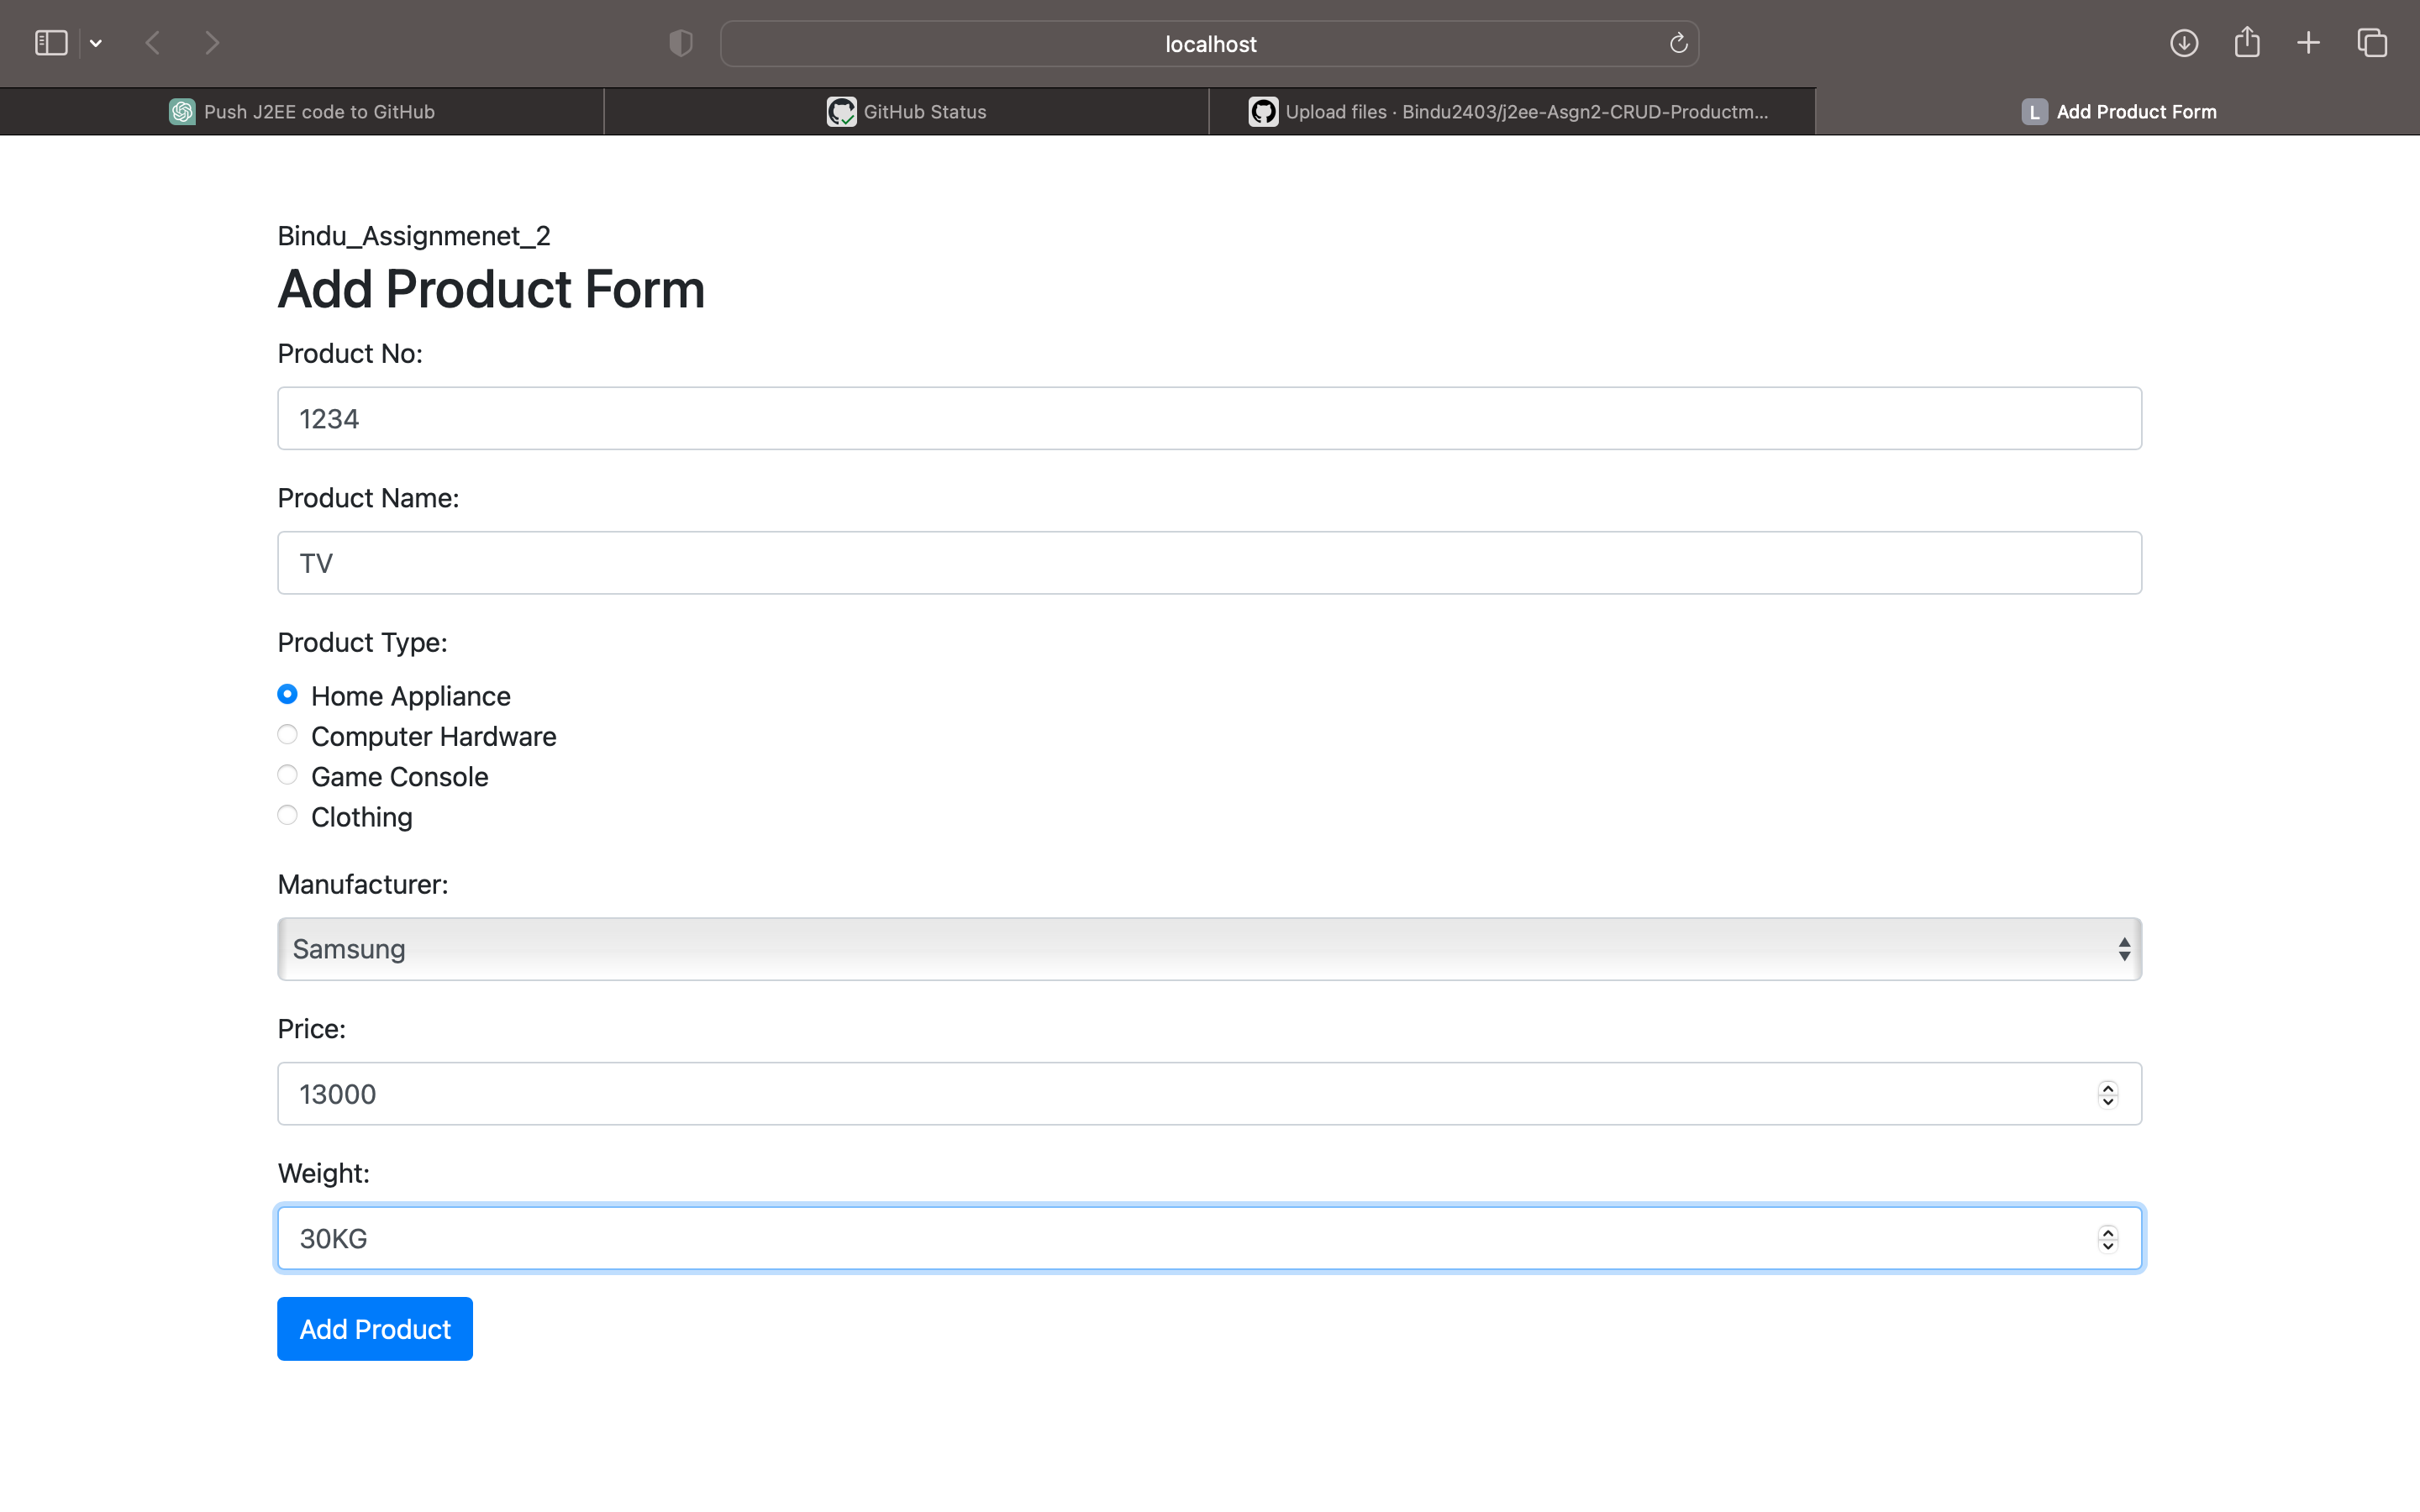 localhost
Push J2EE code to GitHub
GitHub Status
Upload files · Bindu2403/j2ee-Asgn2-CRUD-Productm...
L Add Product Form
Bindu_Assignmenet_2
Add Product Form
Product No:
1234
Product Name:
TV
Product Type:
Home Appliance
Computer Hardware
Game Console
Clothing
Manufacturer:
Samsung
Price:
13000
Weight:
30KG
Add Product